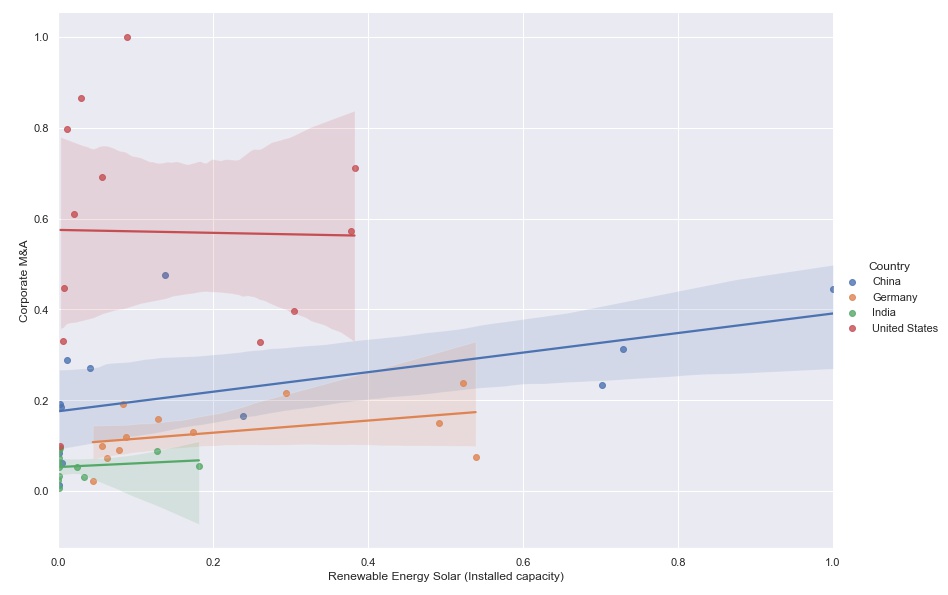 1.0
0.8
0.6
0.4
0.2
0.0
Corporate M&A
0.0 0.2 0.4 0.6 0.8 1.0
Renewable Energy Solar (Installed capacity)
Country
China
Germany
India
United States